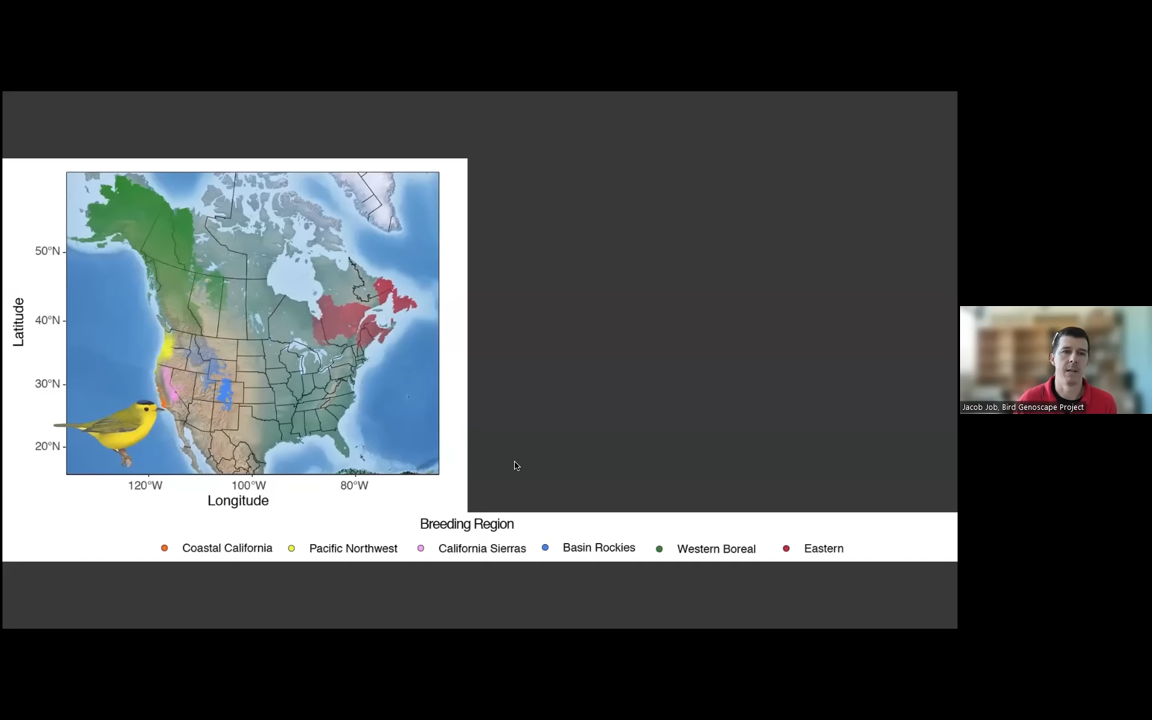 50°N
40°N
30°N
20°N
Latitude
120°W 100°W 80°W
Longitude
Breeding Region
Coastal California Pacific Northwest California Sierras Basin Rockies Western Boreal Eastern
Jacob Job, Bird Genoscape Project